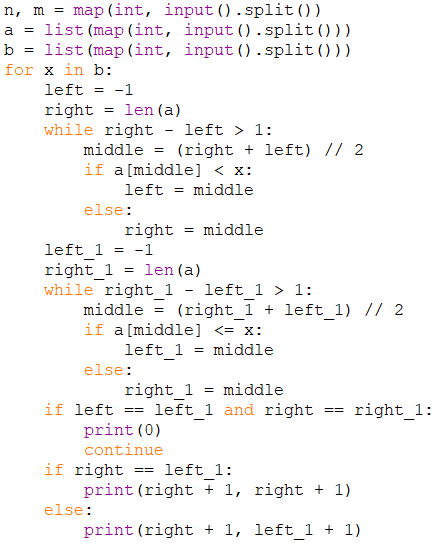 n, m = map(int, input().split())
a = list(map(int, input().split()))
b = list(map(int, input().split()))
for x in b:
    left = -1
    right = len(a)
    while right - left > 1:
        middle = (right + left) // 2
        if a[middle] < x:
            left = middle
        else:
            right = middle
    left_1 = -1
    right_1 = len(a)
    while right_1 - left_1 > 1:
        middle = (right_1 + left_1) // 2
        if a[middle] <= x:
            left_1 = middle
        else:
            right_1 = middle
    if left == left_1 and right == right_1:
        print(0)
        continue
    if right == left_1:
        print(right + 1, right + 1)
    else:
        print(right + 1, left_1 + 1)